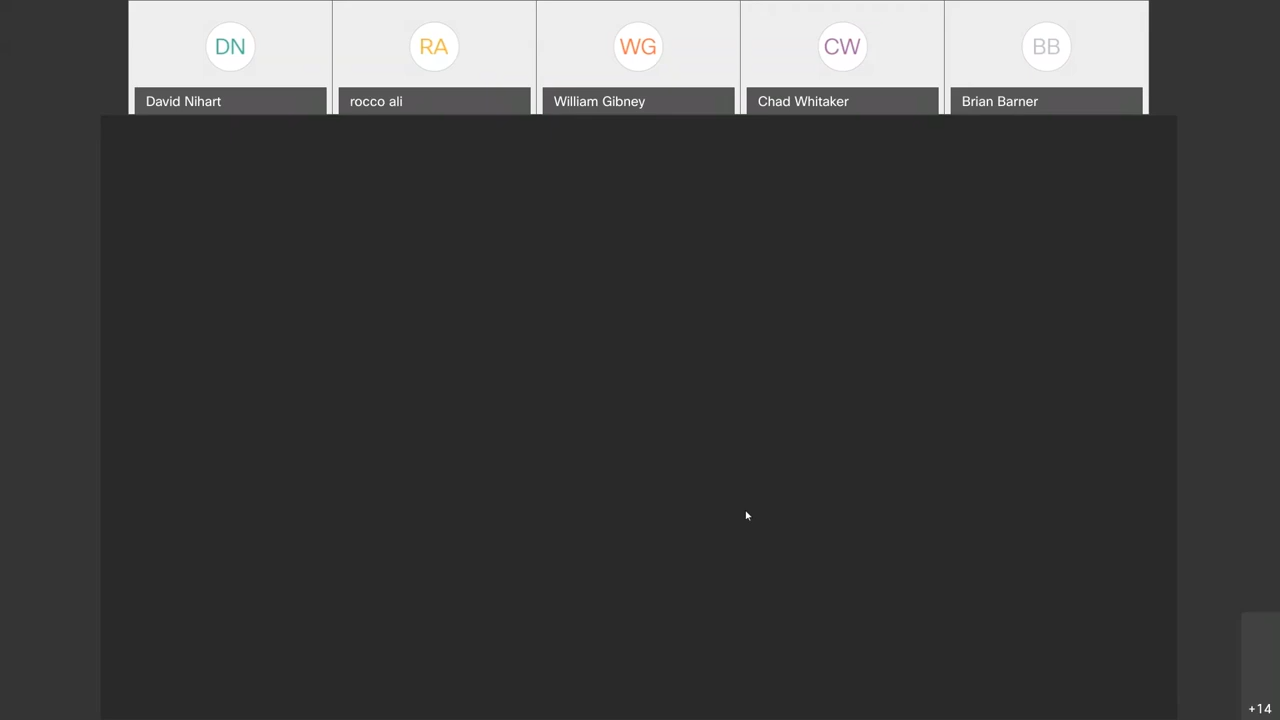 DN RA WG CW BB
David Nihart rocco ali William Gibney Chad Whitaker Brian Barner
+14